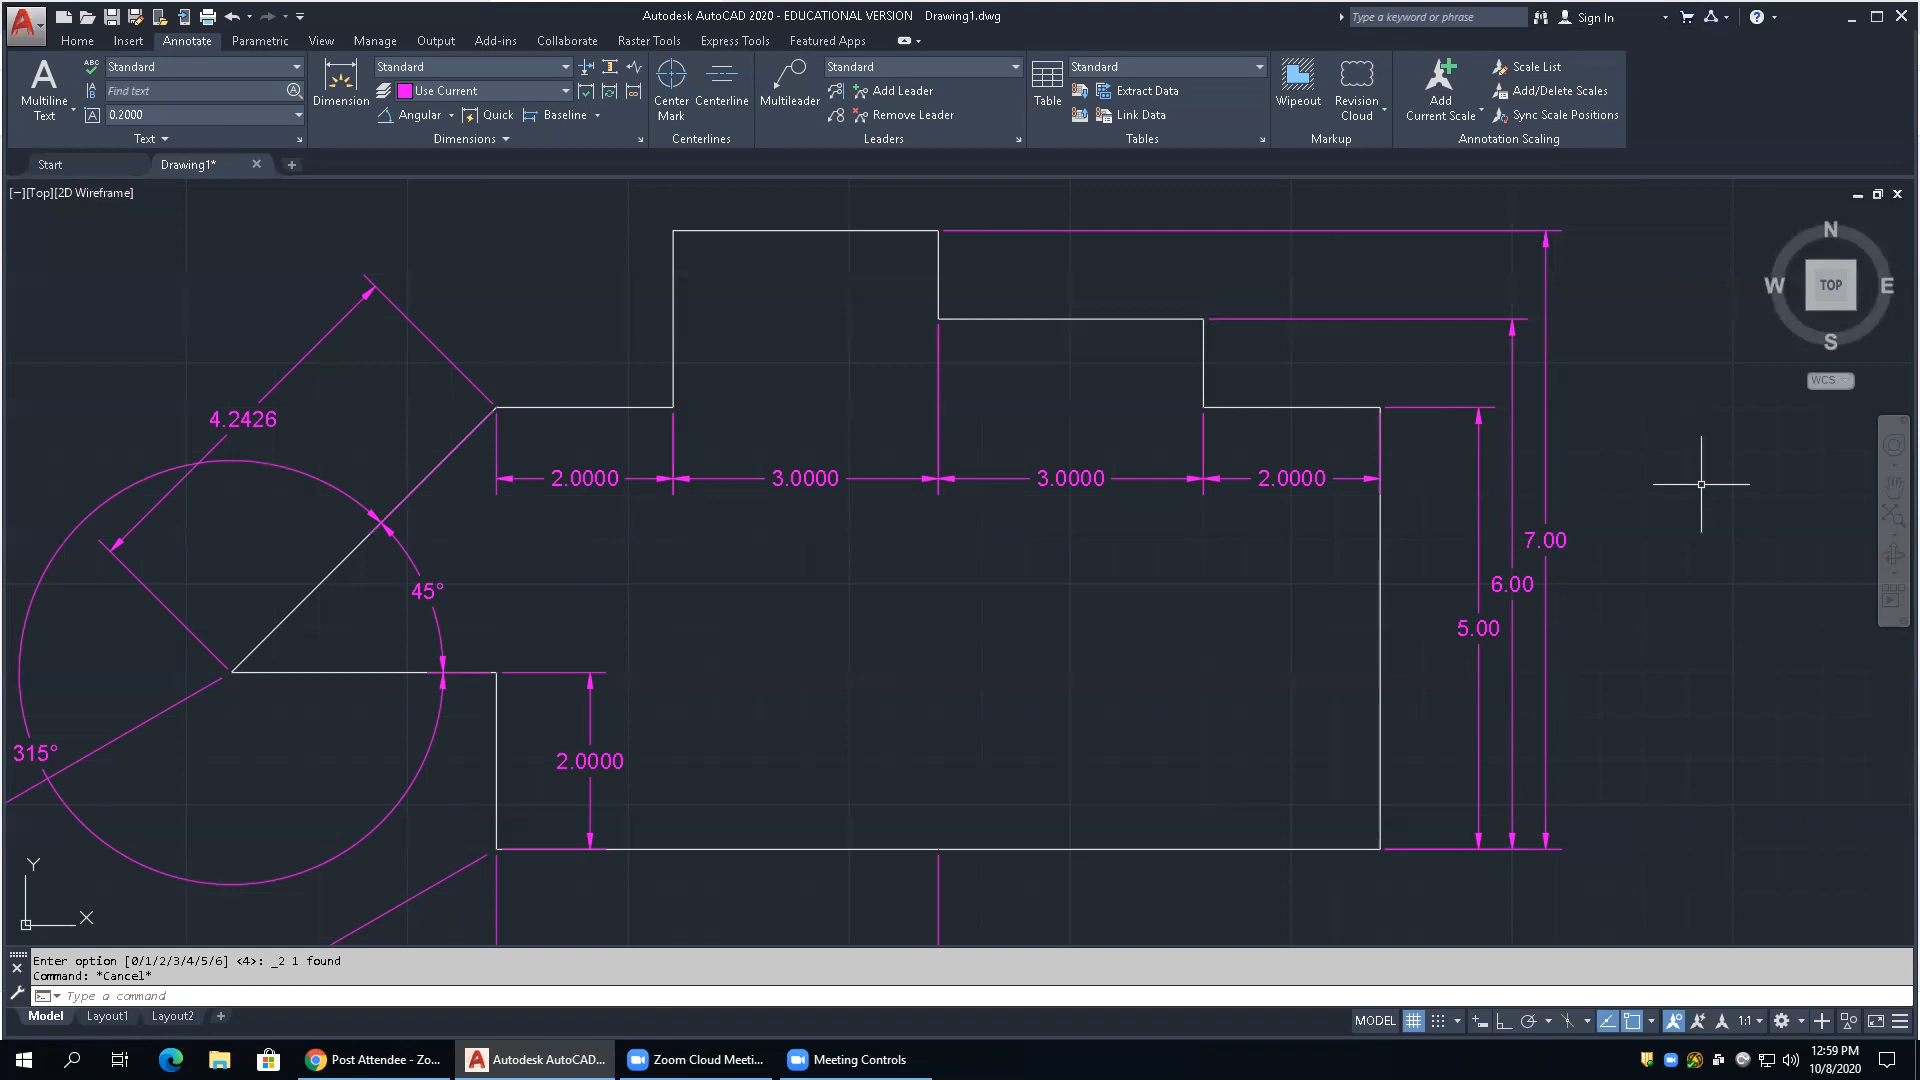 Autodesk AutoCAD 2020 - EDUCATIONAL VERSION Drawing1.dwg
Type a keyword or phrase
Sign In
Home Insert Annotate Parametric View Manage Output Add-ins Collaborate Raster Tools Express Tools Featured Apps
Multiline Text
Standard
Find text
0.2000
Text
Dimension
Standard
Use Current
Angular Quick Baseline
Dimensions
Center Mark
Centerline
Centerlines
Multileader
Standard
Add Leader
Remove Leader
Leaders
Table
Standard
Extract Data
Link Data
Tables
Wipeout
Revision Cloud
Markup
Add Current Scale
Scale List
Add/Delete Scales
Sync Scale Positions
Annotation Scaling
Start Drawing1*
[−][Top][2D Wireframe]
N
W TOP E
S
WCS
4.2426
2.0000 3.0000 3.0000 2.0000
7.00
6.00
5.00
45°
315°
2.0000
Y
X
Enter option [0/1/2/3/4/5/6] <4>: _2 1 found
Command: *Cancel*
Type a command
Model Layout1 Layout2
MODEL 1:1
Post Attendee - Zo...
Autodesk AutoCAD...
Zoom Cloud Meeti...
Meeting Controls
12:59 PM
10/8/2020